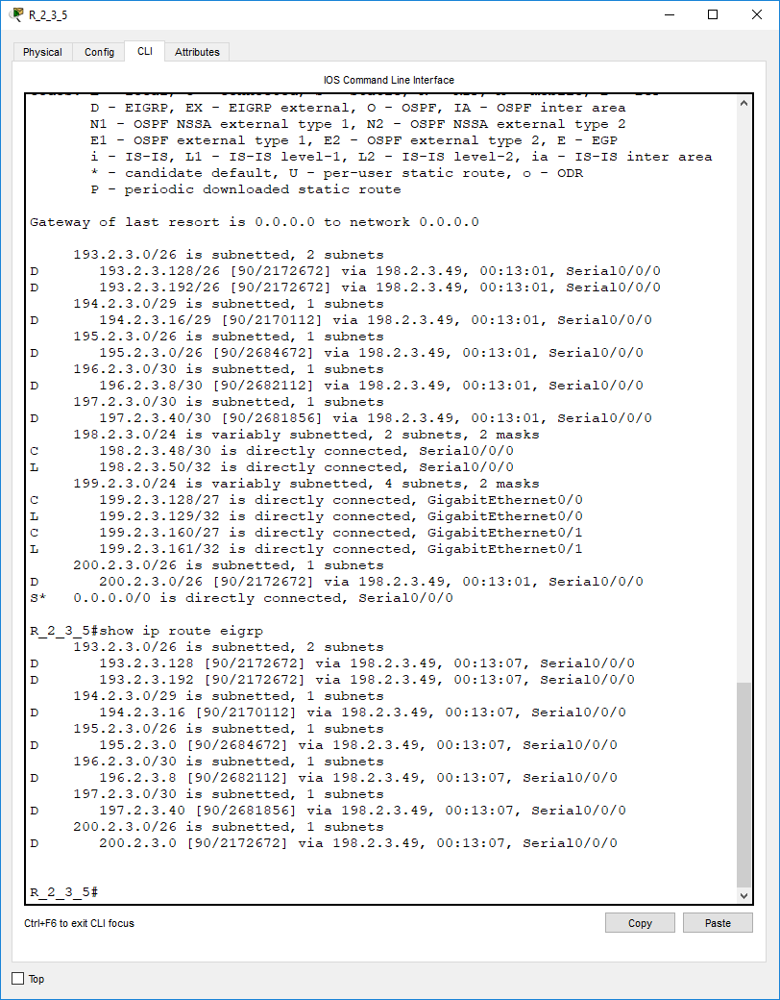 R_2_3_5
Physical Config CLI Attributes
IOS Command Line Interface
D - EIGRP, EX - EIGRP external, O - OSPF, IA - OSPF inter area
N1 - OSPF NSSA external type 1, N2 - OSPF NSSA external type 2
E1 - OSPF external type 1, E2 - OSPF external type 2, E - EGP
i - IS-IS, L1 - IS-IS level-1, L2 - IS-IS level-2, ia - IS-IS inter area
* - candidate default, U - per-user static route, o - ODR
P - periodic downloaded static route
Gateway of last resort is 0.0.0.0 to network 0.0.0.0
193.2.3.0/26 is subnetted, 2 subnets
D 193.2.3.128/26 [90/2172672] via 198.2.3.49, 00:13:01, Serial0/0/0
D 193.2.3.192/26 [90/2172672] via 198.2.3.49, 00:13:01, Serial0/0/0
194.2.3.0/29 is subnetted, 1 subnets
D 194.2.3.16/29 [90/2170112] via 198.2.3.49, 00:13:01, Serial0/0/0
195.2.3.0/26 is subnetted, 1 subnets
D 195.2.3.0/26 [90/2684672] via 198.2.3.49, 00:13:01, Serial0/0/0
196.2.3.0/30 is subnetted, 1 subnets
D 196.2.3.8/30 [90/2682112] via 198.2.3.49, 00:13:01, Serial0/0/0
197.2.3.0/30 is subnetted, 1 subnets
D 197.2.3.40/30 [90/2681856] via 198.2.3.49, 00:13:01, Serial0/0/0
198.2.3.0/24 is variably subnetted, 2 subnets, 2 masks
C 198.2.3.48/30 is directly connected, Serial0/0/0
L 198.2.3.50/32 is directly connected, Serial0/0/0
199.2.3.0/24 is variably subnetted, 4 subnets, 2 masks
C 199.2.3.128/27 is directly connected, GigabitEthernet0/0
L 199.2.3.129/32 is directly connected, GigabitEthernet0/0
C 199.2.3.160/27 is directly connected, GigabitEthernet0/1
L 199.2.3.161/32 is directly connected, GigabitEthernet0/1
200.2.3.0/26 is subnetted, 1 subnets
D 200.2.3.0/26 [90/2172672] via 198.2.3.49, 00:13:01, Serial0/0/0
S* 0.0.0.0/0 is directly connected, Serial0/0/0
R_2_3_5#show ip route eigrp
193.2.3.0/26 is subnetted, 2 subnets
D 193.2.3.128 [90/2172672] via 198.2.3.49, 00:13:07, Serial0/0/0
D 193.2.3.192 [90/2172672] via 198.2.3.49, 00:13:07, Serial0/0/0
194.2.3.0/29 is subnetted, 1 subnets
D 194.2.3.16 [90/2170112] via 198.2.3.49, 00:13:07, Serial0/0/0
195.2.3.0/26 is subnetted, 1 subnets
D 195.2.3.0 [90/2684672] via 198.2.3.49, 00:13:07, Serial0/0/0
196.2.3.0/30 is subnetted, 1 subnets
D 196.2.3.8 [90/2682112] via 198.2.3.49, 00:13:07, Serial0/0/0
197.2.3.0/30 is subnetted, 1 subnets
D 197.2.3.40 [90/2681856] via 198.2.3.49, 00:13:07, Serial0/0/0
200.2.3.0/26 is subnetted, 1 subnets
D 200.2.3.0 [90/2172672] via 198.2.3.49, 00:13:07, Serial0/0/0
R_2_3_5#
Ctrl+F6 to exit CLI focus
Copy Paste
Top